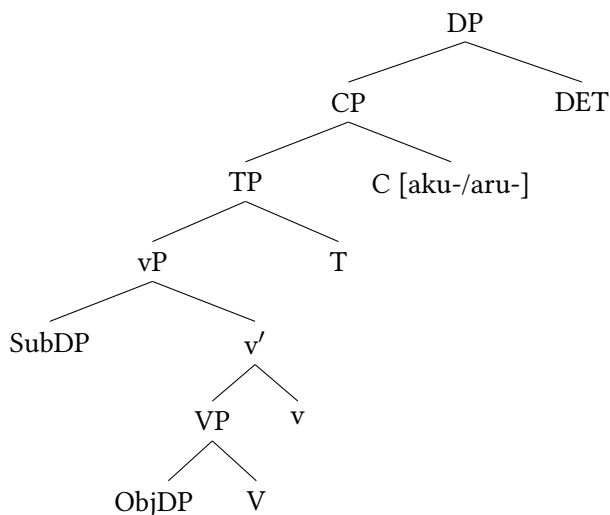 DP
CP DET
TP C [aku-/aru-]
vP T
SubDP v′
VP v
ObjDP V